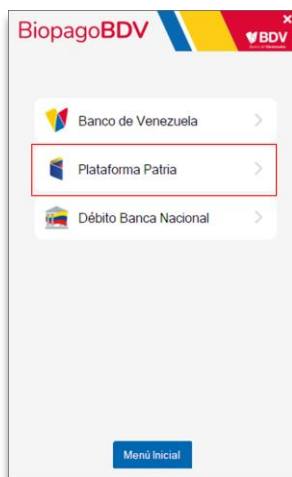 BiopagoBDV
BDV
Banco de Venezuela
Plataforma Patria
Débito Banca Nacional
Menú Inicial